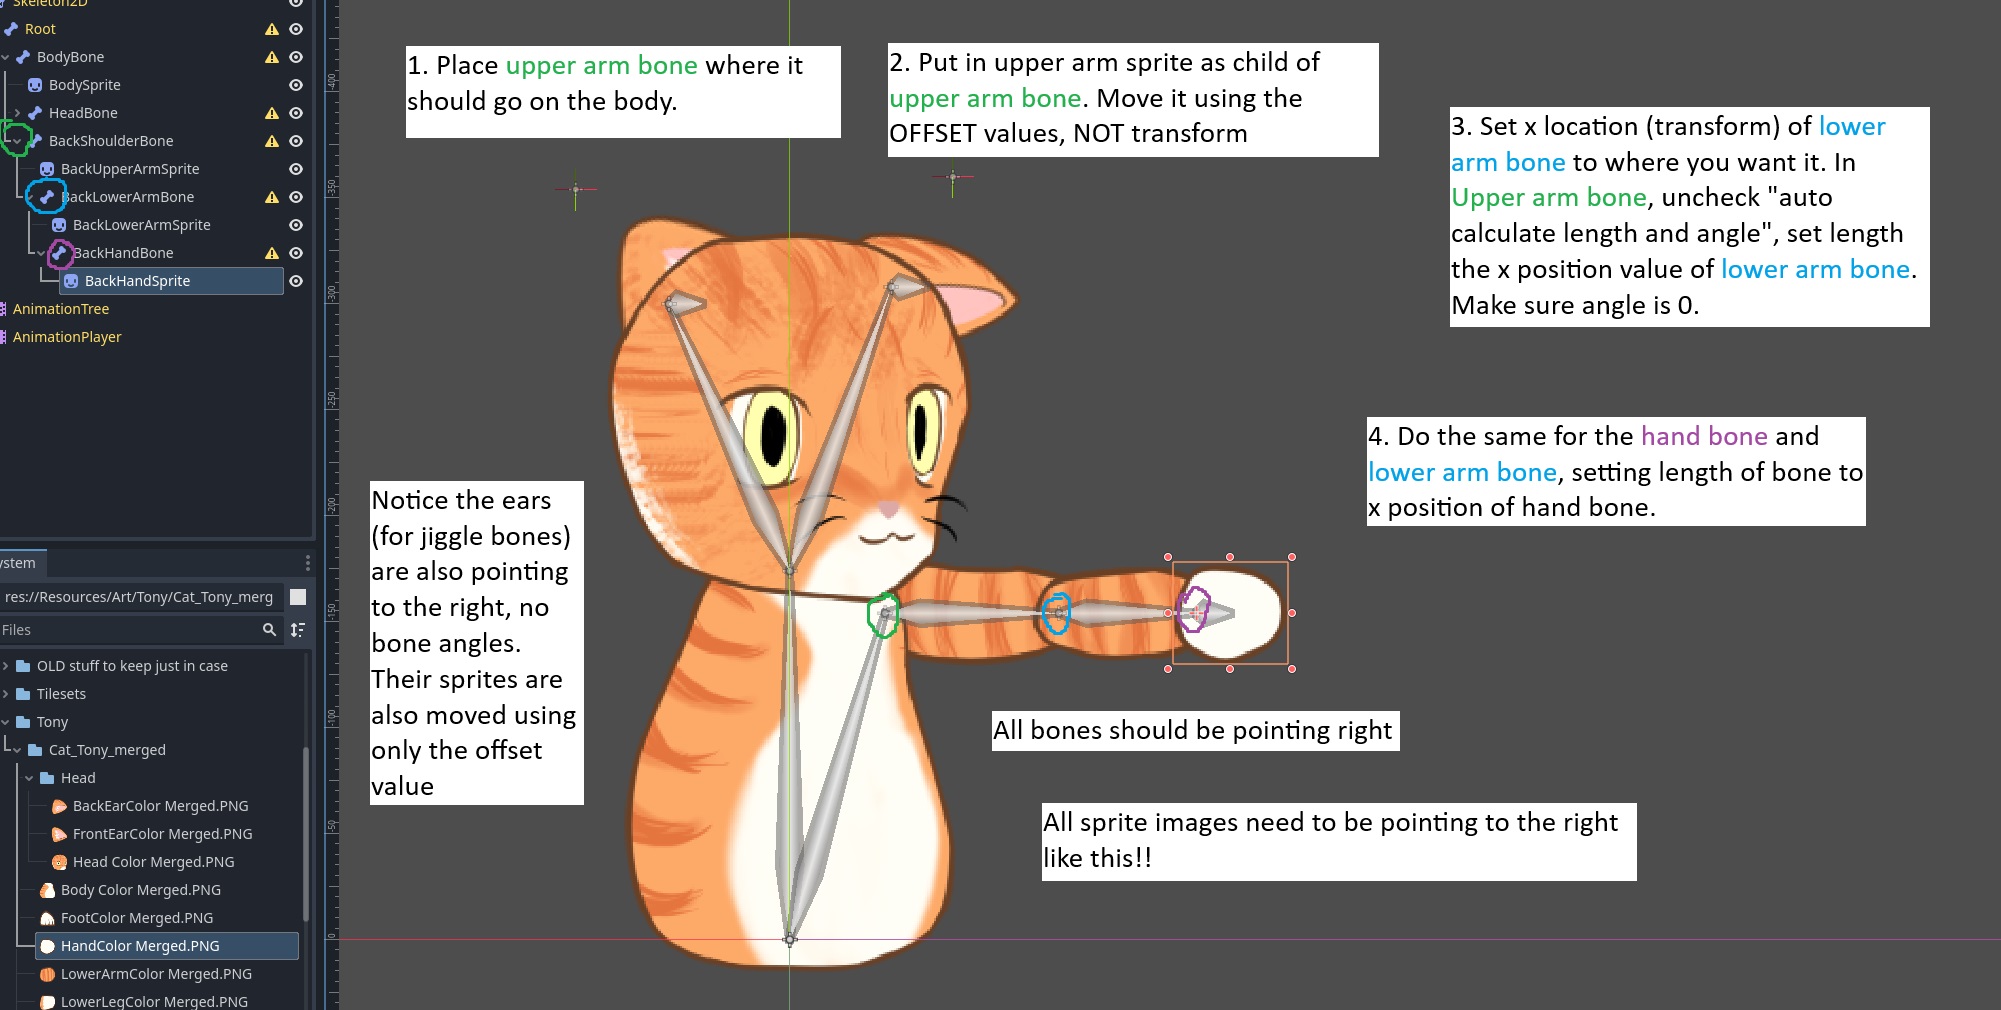 Skeleton2D
Root
BodyBone
BodySprite
HeadBone
BackShoulderBone
BackUpperArmSprite
BackLowerArmBone
BackLowerArmSprite
BackHandBone
BackHandSprite
AnimationTree
AnimationPlayer
ystem
res://Resources/Art/Tony/Cat_Tony_merg
Files
OLD stuff to keep just in case
Tilesets
Tony
Cat_Tony_merged
Head
BackEarColor Merged.PNG
FrontEarColor Merged.PNG
Head Color Merged.PNG
Body Color Merged.PNG
FootColor Merged.PNG
HandColor Merged.PNG
LowerArmColor Merged.PNG
LowerLegColor Merged.PNG
-400
-350
-300
-250
-200
-150
-100
-50
0
1. Place upper arm bone where it
should go on the body.
2. Put in upper arm sprite as child of
upper arm bone. Move it using the
OFFSET values, NOT transform
3. Set x location (transform) of lower
arm bone to where you want it. In
Upper arm bone, uncheck "auto
calculate length and angle", set length
the x position value of lower arm bone.
Make sure angle is 0.
4. Do the same for the hand bone and
lower arm bone, setting length of bone to
x position of hand bone.
Notice the ears
(for jiggle bones)
are also pointing
to the right, no
bone angles.
Their sprites are
also moved using
only the offset
value
All bones should be pointing right
All sprite images need to be pointing to the right
like this!!